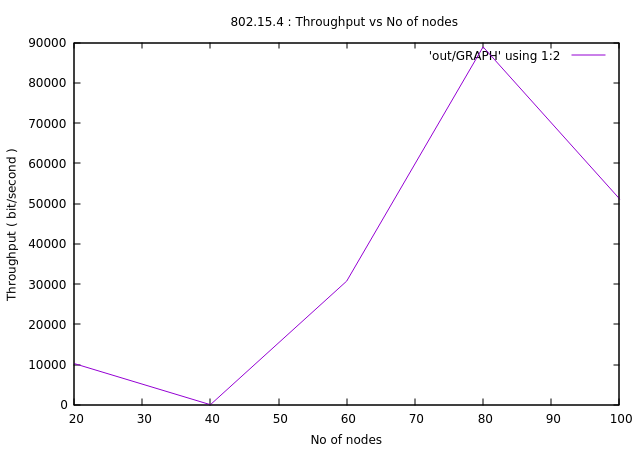 802.15.4 : Throughput vs No of nodes
'out/GRAPH' using 1:2
Throughput ( bit/second )
90000
80000
70000
60000
50000
40000
30000
20000
10000
0
20 30 40 50 60 70 80 90 100
No of nodes